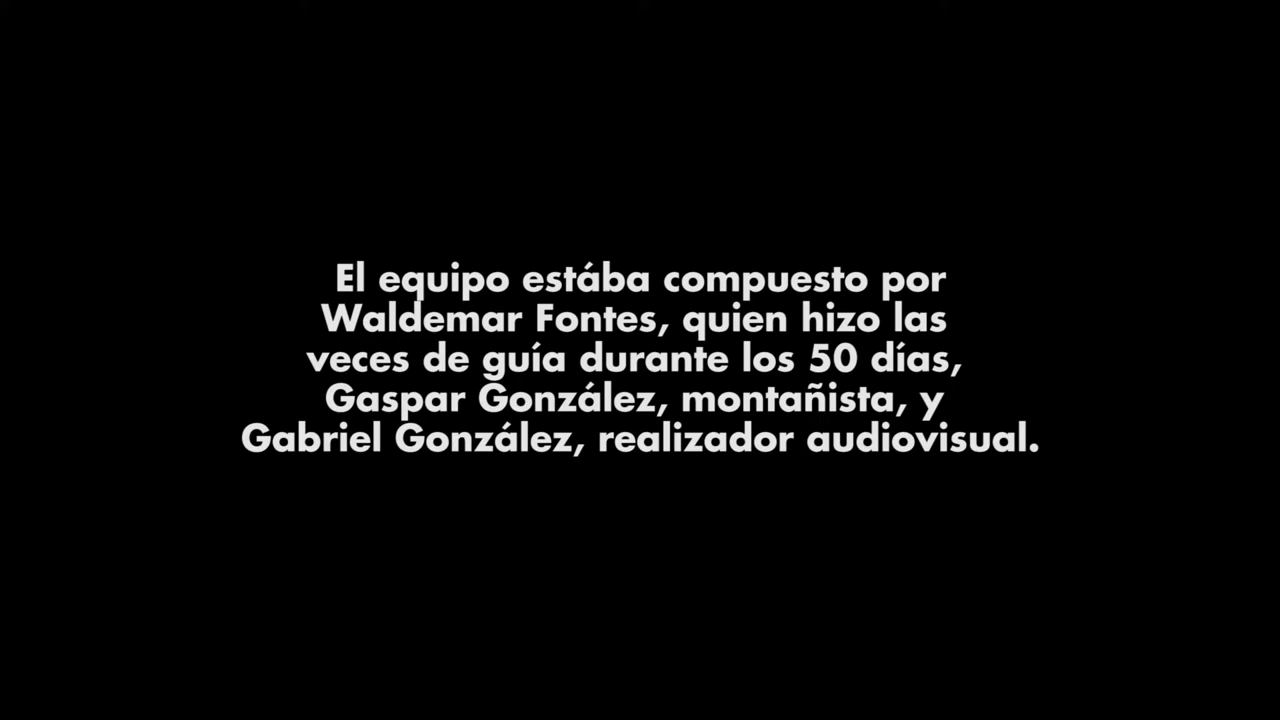 El equipo estába compuesto por
Waldemar Fontes, quien hizo las
veces de guía durante los 50 días,
Gaspar González, montañista, y
Gabriel González, realizador audiovisual.